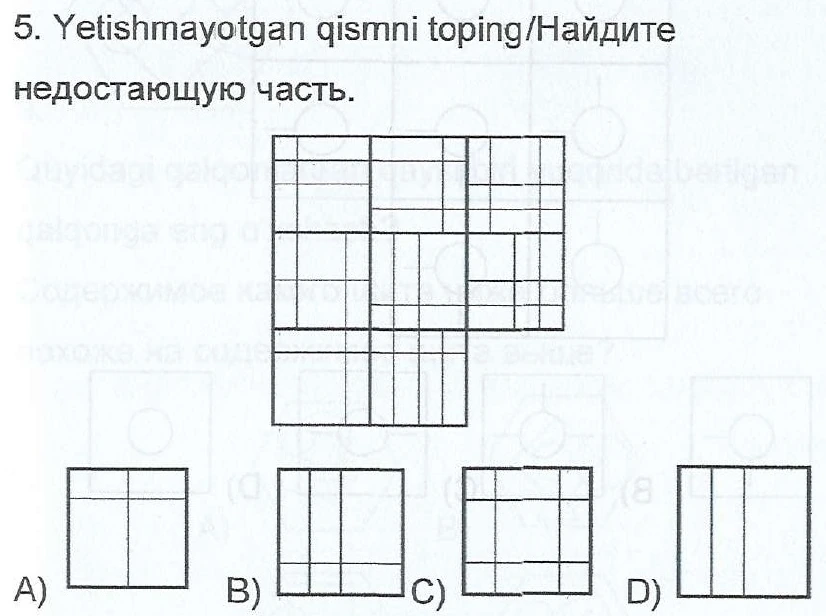 5. Yetishmayotgan qismni toping/Найдите
недостающую часть.
A) B) C) D)